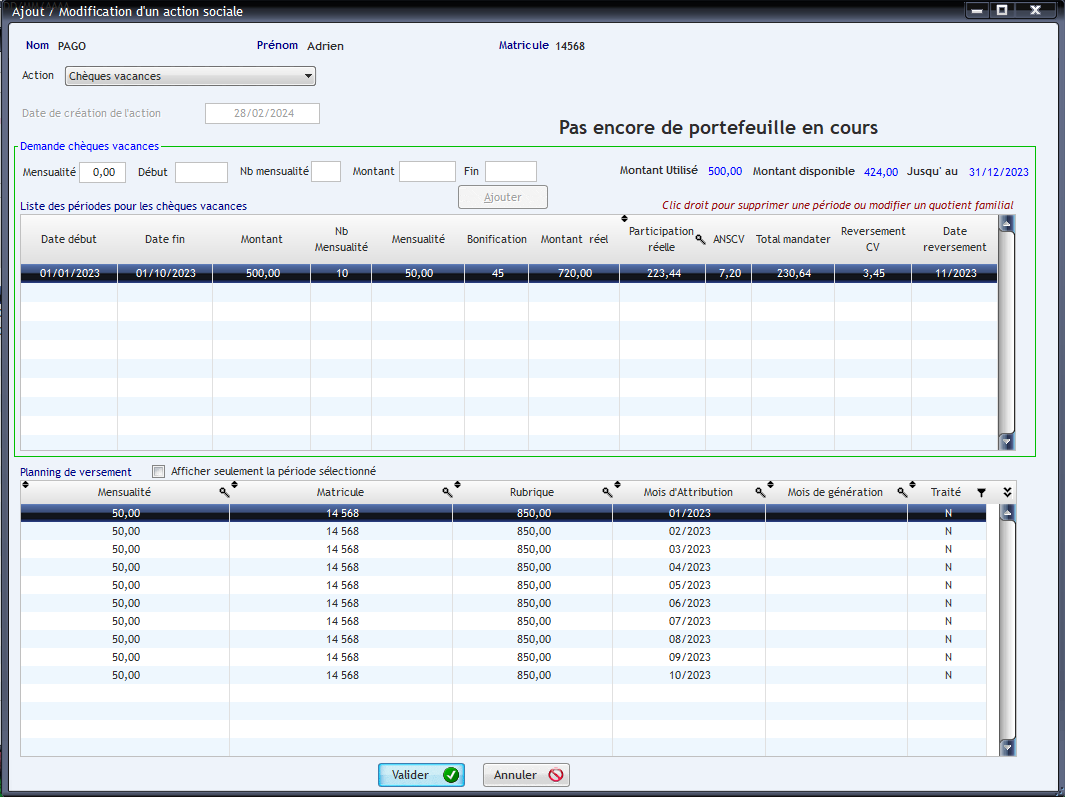 Ajout / Modification d'un action sociale
Nom PAGO Prénom Adrien Matricule 14568
Action Chèques vacances
Date de création de l'action 28/02/2024
Pas encore de portefeuille en cours
Demande chèques vacances
Mensualité 0,00 Début Nb mensualité Montant Fin Montant Utilisé 500,00 Montant disponible 424,00 Jusqu' au 31/12/2023
Ajouter
Liste des périodes pour les chèques vacances Clic droit pour supprimer une période ou modifier un quotient familial
Date début Date fin Montant Nb Mensualité Mensualité Bonification Montant réel Participation réelle ANSCV Total mandater Reversement CV Date reversement
01/01/2023 01/10/2023 500,00 10 50,00 45 720,00 223,44 7,20 230,64 3,45 11/2023
Planning de versement Afficher seulement la période sélectionné
Mensualité Matricule Rubrique Mois d'Attribution Mois de génération Traité
50,00 14 568 850,00 01/2023 N
50,00 14 568 850,00 02/2023 N
50,00 14 568 850,00 03/2023 N
50,00 14 568 850,00 04/2023 N
50,00 14 568 850,00 05/2023 N
50,00 14 568 850,00 06/2023 N
50,00 14 568 850,00 07/2023 N
50,00 14 568 850,00 08/2023 N
50,00 14 568 850,00 09/2023 N
50,00 14 568 850,00 10/2023 N
Valider Annuler